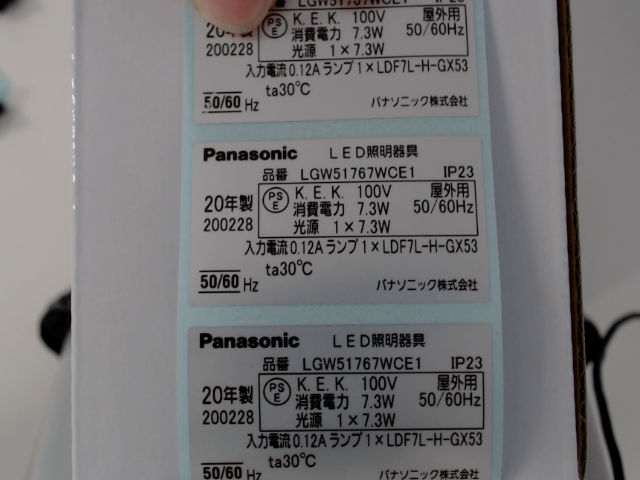 LGW51767WCE1 IP23
20年製 PSE K. E. K. 100V 屋外用
200228 消費電力 7.3W 50/60Hz
光源 1×7.3W
入力電流0.12A ランプ1×LDF7L-H-GX53
ta30℃
50/60 Hz パナソニック株式会社
Panasonic LED照明器具
品番 LGW51767WCE1 IP23
20年製 PSE K. E. K. 100V 屋外用
200228 消費電力 7.3W 50/60Hz
光源 1×7.3W
入力電流0.12A ランプ1×LDF7L-H-GX53
ta30℃
50/60 Hz パナソニック株式会社
Panasonic LED照明器具
品番 LGW51767WCE1 IP23
20年製 PSE K. E. K. 100V 屋外用
200228 消費電力 7.3W 50/60Hz
光源 1×7.3W
入力電流0.12A ランプ1×LDF7L-H-GX53
ta30℃
50/60 Hz パナソニック株式会社